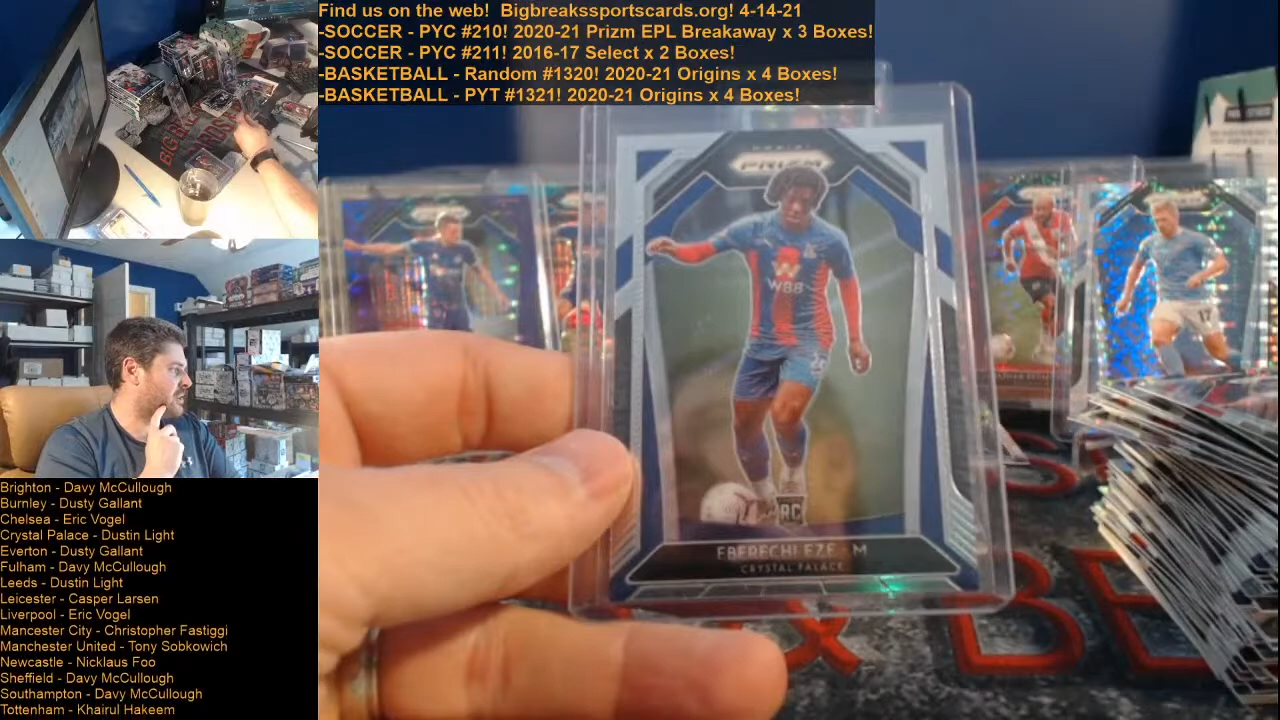 Find us on the web! Bigbreakssportscards.org! 4-14-21
-SOCCER - PYC #210! 2020-21 Prizm EPL Breakaway x 3 Boxes!
-SOCCER - PYC #211! 2016-17 Select x 2 Boxes!
-BASKETBALL - Random #1320! 2020-21 Origins x 4 Boxes!
-BASKETBALL - PYT #1321! 2020-21 Origins x 4 Boxes!
PANINI
PRIZM
W88
RC
EBERECHI EZE - M
CRYSTAL PALACE
17
BE
BIG BR
Brighton - Davy McCullough
Burnley - Dusty Gallant
Chelsea - Eric Vogel
Crystal Palace - Dustin Light
Everton - Dusty Gallant
Fulham - Davy McCullough
Leeds - Dustin Light
Leicester - Casper Larsen
Liverpool - Eric Vogel
Mancester City - Christopher Fastiggi
Manchester United - Tony Sobkowich
Newcastle - Nicklaus Foo
Sheffield - Davy McCullough
Southampton - Davy McCullough
Tottenham - Khairul Hakeem